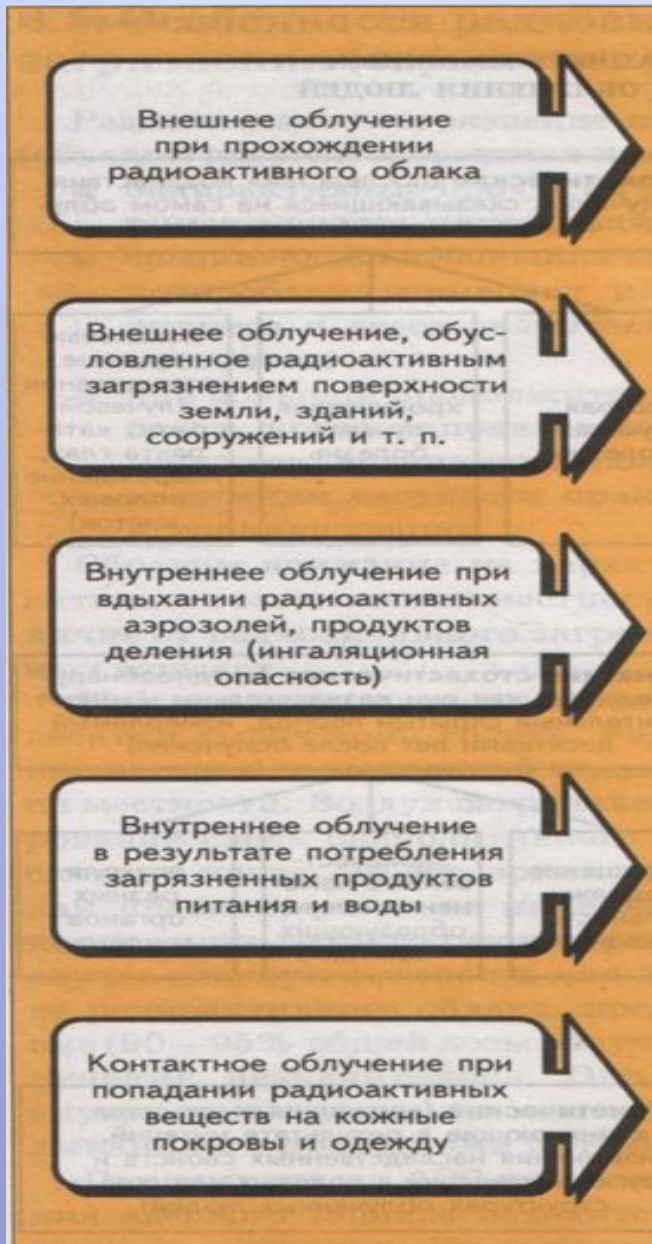 Внешнее облучение
при прохождении
радиоактивного облака
Внешнее облучение, обус-
ловленное радиоактивным
загрязнением поверхности
земли, зданий,
сооружений и т. п.
Внутреннее облучение при
вдыхании радиоактивных
аэрозолей, продуктов
деления (ингаляционная
опасность)
Внутреннее облучение
в результате потребления
загрязненных продуктов
питания и воды
Контактное облучение при
попадании радиоактивных
веществ на кожные
покровы и одежду